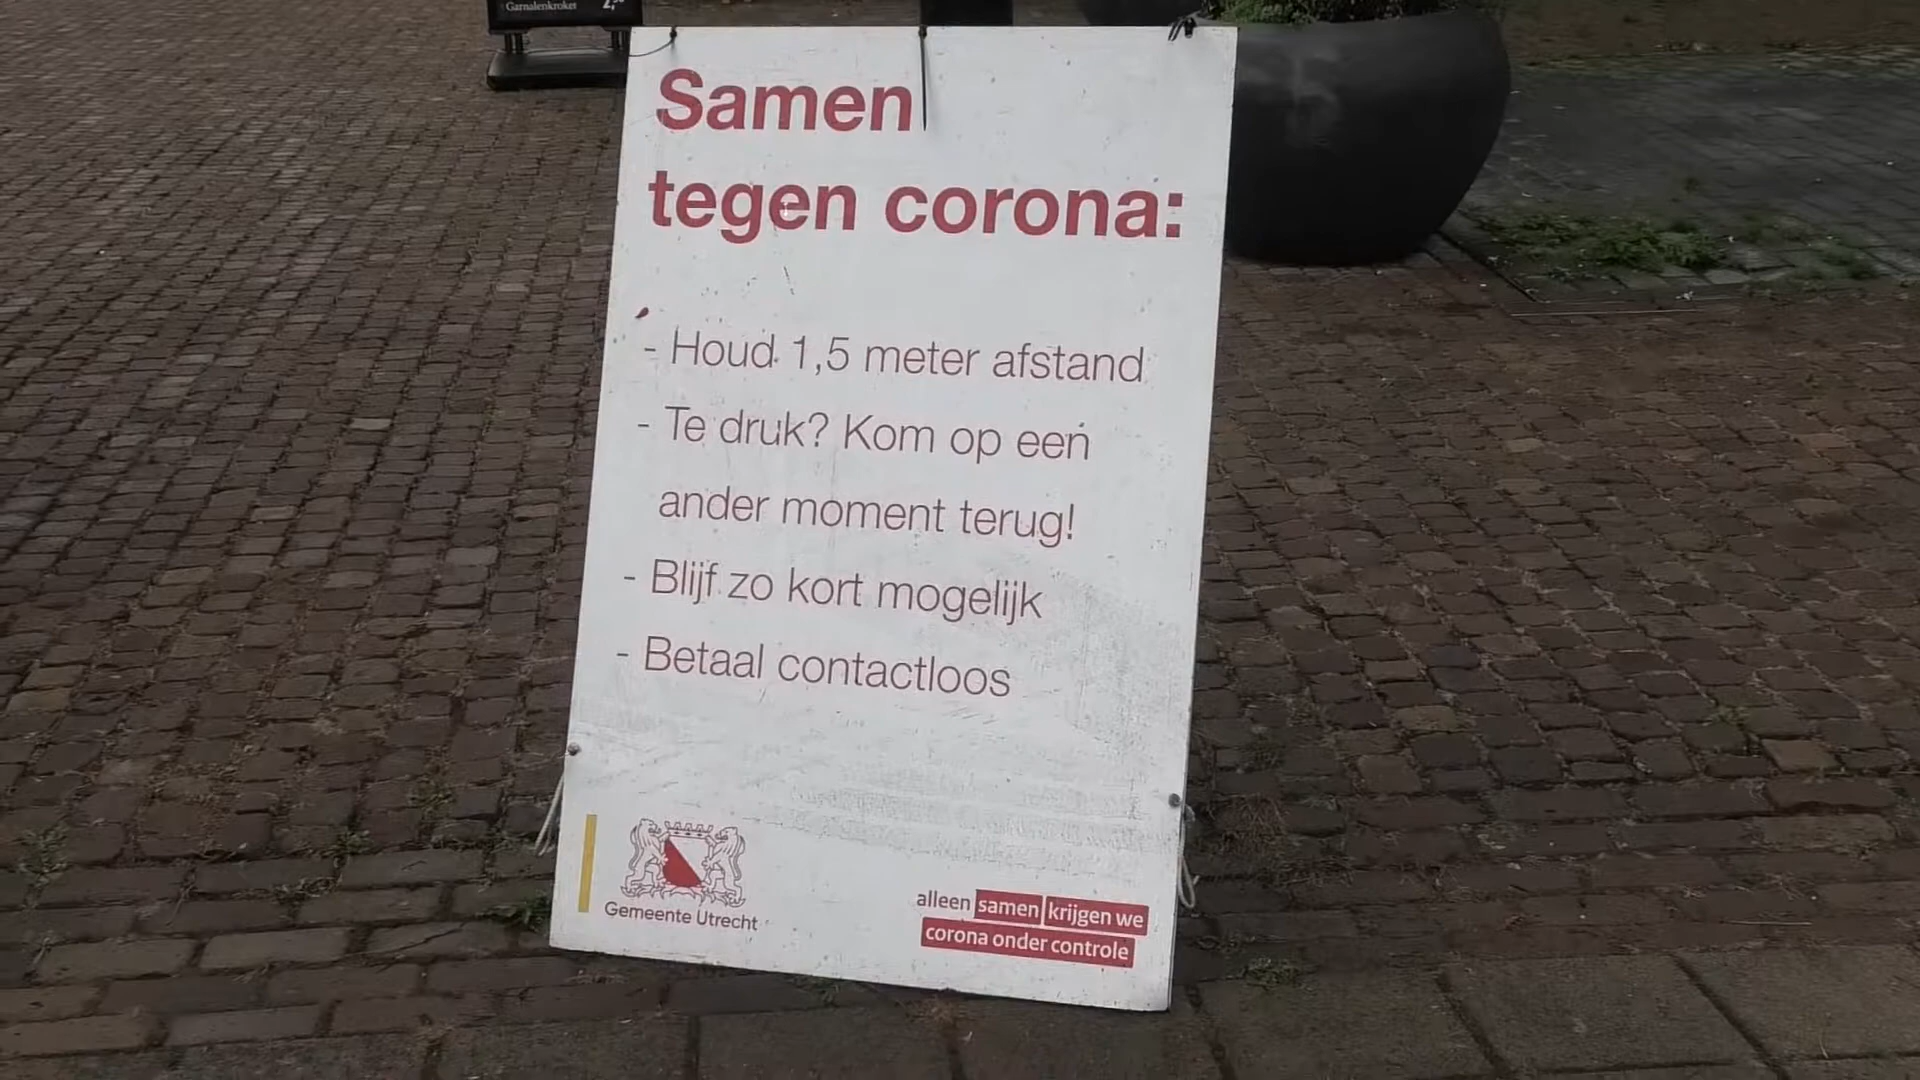 Garnalenkroket
Samen
tegen corona:
- Houd 1,5 meter afstand
- Te druk? Kom op een
ander moment terug!
- Blijf zo kort mogelijk
- Betaal contactloos
Gemeente Utrecht
alleen samen krijgen we
corona onder controle